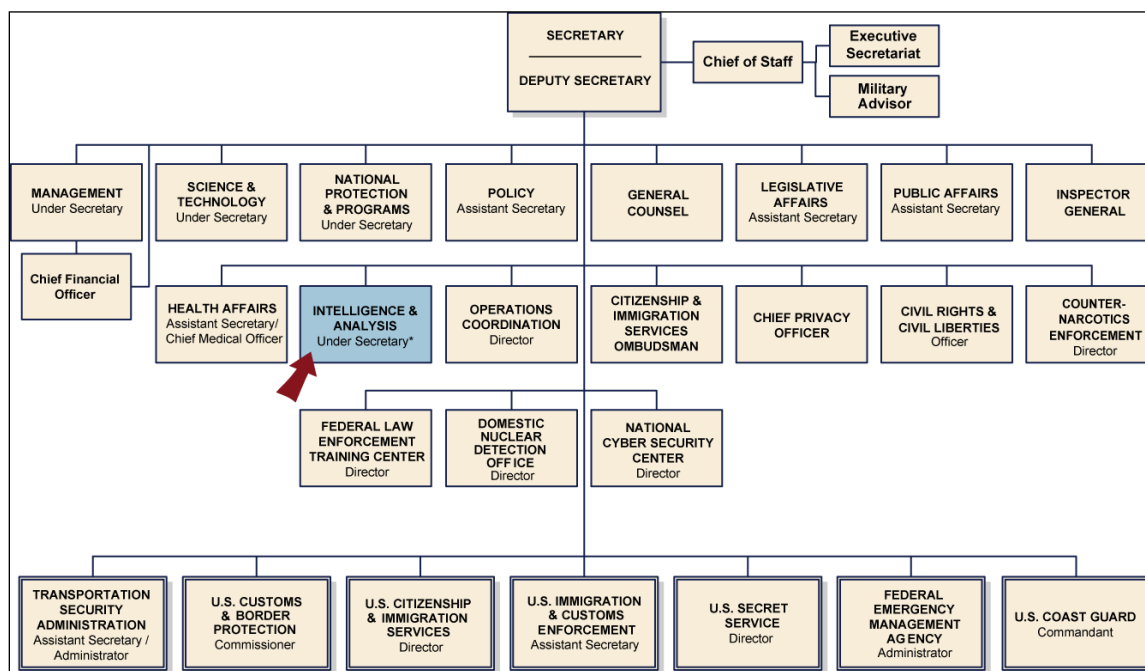 SECRETARY
DEPUTY SECRETARY
Chief of Staff
Executive
Secretariat
Military
Advisor
MANAGEMENT
Under Secretary
SCIENCE &
TECHNOLOGY
Under Secretary
NATIONAL
PROTECTION
& PROGRAMS
Under Secretary
POLICY
Assistant Secretary
GENERAL
COUNSEL
LEGISLATIVE
AFFAIRS
Assistant Secretary
PUBLIC AFFAIRS
Assistant Secretary
INSPECTOR
GENERAL
Chief Financial
Officer
HEALTH AFFAIRS
Assistant Secretary/
Chief Medical Officer
INTELLIGENCE &
ANALYSIS
Under Secretary*
OPERATIONS
COORDINATION
Director
CITIZENSHIP &
IMMIGRATION
SERVICES
OMBUDSMAN
CHIEF PRIVACY
OFFICER
CIVIL RIGHTS &
CIVIL LIBERTIES
Officer
COUNTER-
NARCOTICS
ENFORCEMENT
Director
FEDERAL LAW
ENFORCEMENT
TRAINING CENTER
Director
DOMESTIC
NUCLEAR
DETECTION
OFFICE
Director
NATIONAL
CYBER SECURITY
CENTER
Director
TRANSPORTATION
SECURITY
ADMINISTRATION
Assistant Secretary /
Administrator
U.S. CUSTOMS
& BORDER
PROTECTION
Commissioner
U.S. CITIZENSHIP
& IMMIGRATION
SERVICES
Director
U.S. IMMIGRATION
& CUSTOMS
ENFORCEMENT
Assistant Secretary
U.S. SECRET
SERVICE
Director
FEDERAL
EMERGENCY
MANAGEMENT
AGENCY
Administrator
U.S. COAST GUARD
Commandant